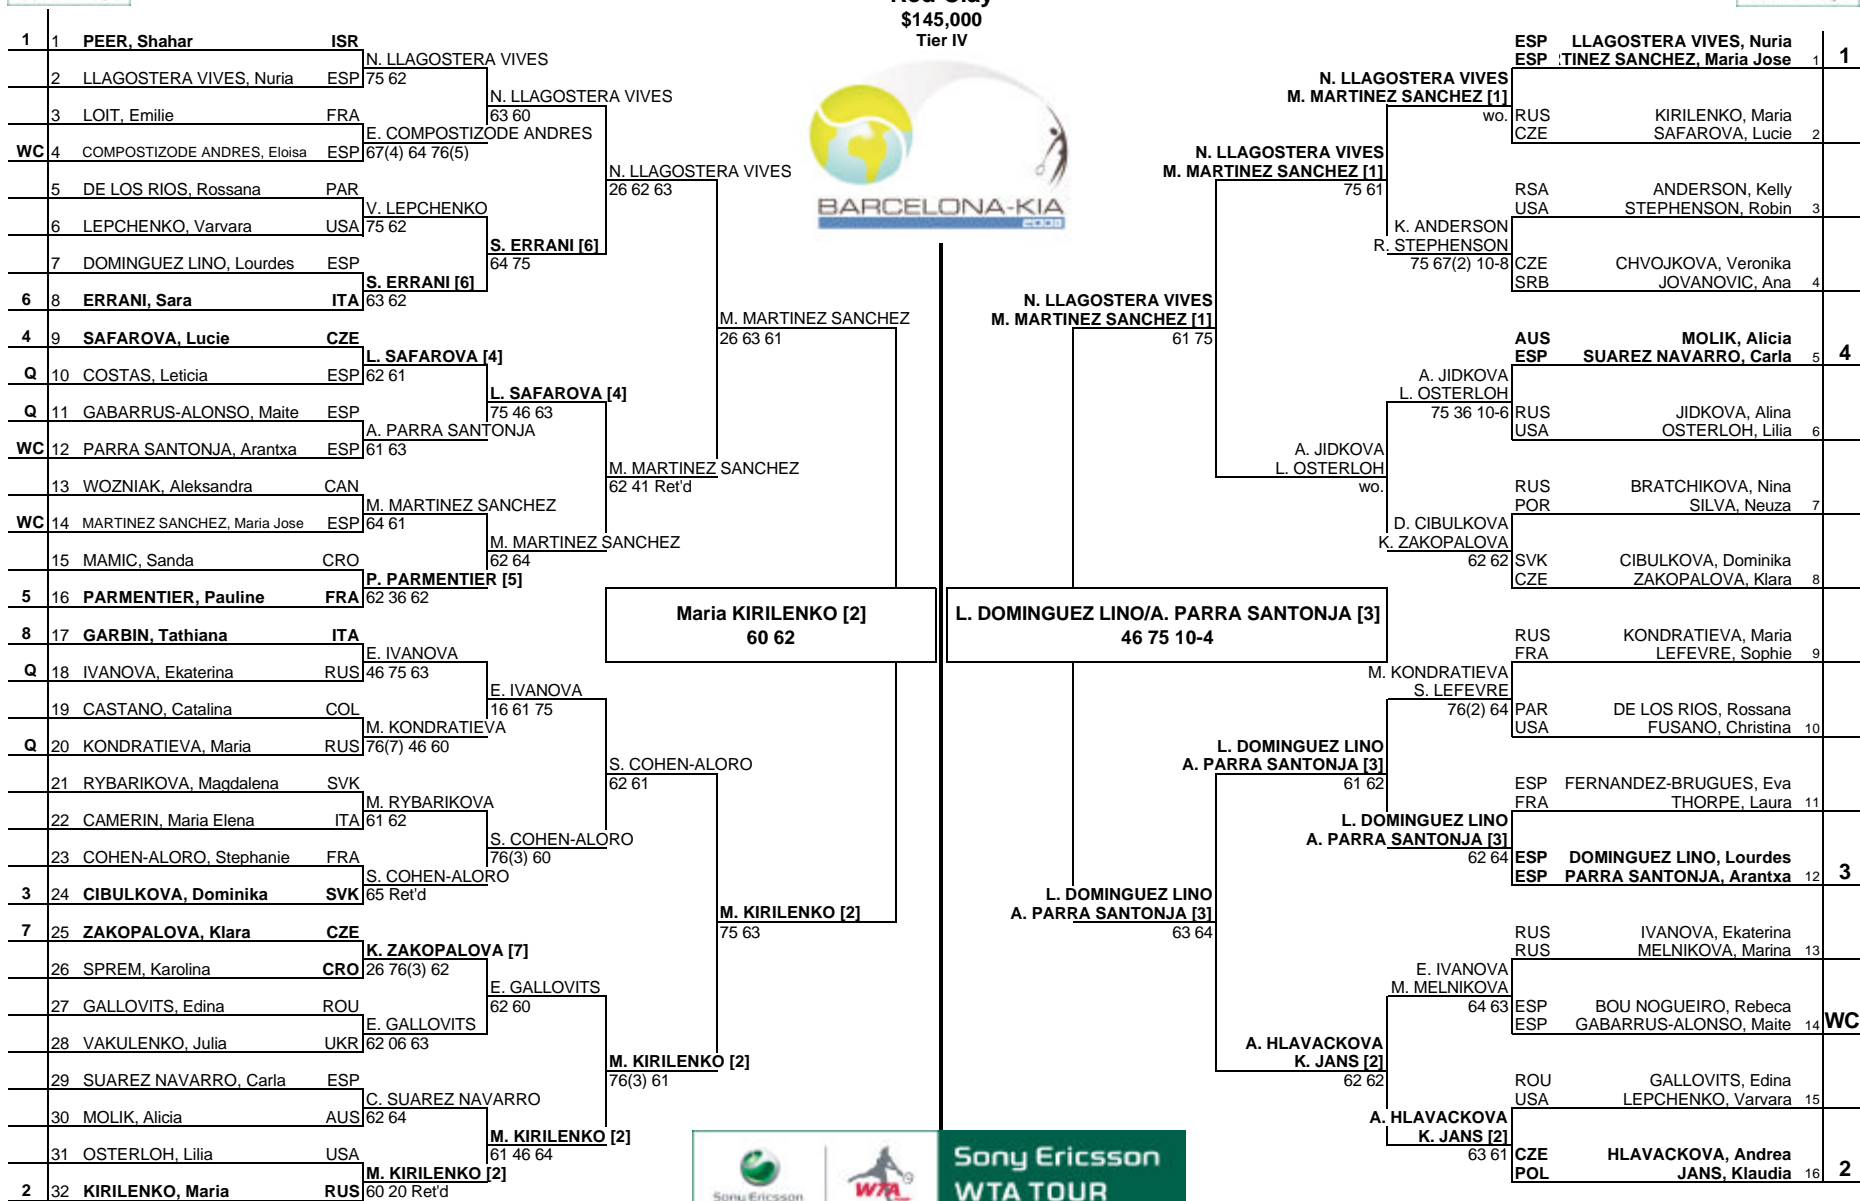 Red Clay
$145,000
Tier IV
BARCELONA-KIA
2008
1 1 PEER, Shahar ISR
N. LLAGOSTERA VIVES
2 LLAGOSTERA VIVES, Nuria ESP 75 62
N. LLAGOSTERA VIVES
63 60
3 LOIT, Emilie FRA
E. COMPOSTIZODE ANDRES
WC 4 COMPOSTIZODE ANDRES, Eloisa ESP 67(4) 64 76(5)
N. LLAGOSTERA VIVES
26 62 63
5 DE LOS RIOS, Rossana PAR
V. LEPCHENKO
6 LEPCHENKO, Varvara USA 75 62
S. ERRANI [6]
64 75
7 DOMINGUEZ LINO, Lourdes ESP
S. ERRANI [6]
6 8 ERRANI, Sara ITA 63 62
M. MARTINEZ SANCHEZ
26 63 61
4 9 SAFAROVA, Lucie CZE
L. SAFAROVA [4]
Q 10 COSTAS, Leticia ESP 62 61
L. SAFAROVA [4]
75 46 63
Q 11 GABARRUS-ALONSO, Maite ESP
A. PARRA SANTONJA
WC 12 PARRA SANTONJA, Arantxa ESP 61 63
M. MARTINEZ SANCHEZ
62 41 Ret'd
13 WOZNIAK, Aleksandra CAN
M. MARTINEZ SANCHEZ
WC 14 MARTINEZ SANCHEZ, Maria Jose ESP 64 61
M. MARTINEZ SANCHEZ
62 64
15 MAMIC, Sanda CRO
P. PARMENTIER [5]
5 16 PARMENTIER, Pauline FRA 62 36 62
Maria KIRILENKO [2]
60 62
8 17 GARBIN, Tathiana ITA
E. IVANOVA
Q 18 IVANOVA, Ekaterina RUS 46 75 63
E. IVANOVA
16 61 75
19 CASTANO, Catalina COL
M. KONDRATIEVA
Q 20 KONDRATIEVA, Maria RUS 76(7) 46 60
S. COHEN-ALORO
62 61
21 RYBARIKOVA, Magdalena SVK
M. RYBARIKOVA
22 CAMERIN, Maria Elena ITA 61 62
S. COHEN-ALORO
76(3) 60
23 COHEN-ALORO, Stephanie FRA
S. COHEN-ALORO
3 24 CIBULKOVA, Dominika SVK 65 Ret'd
M. KIRILENKO [2]
75 63
7 25 ZAKOPALOVA, Klara CZE
K. ZAKOPALOVA [7]
26 SPREM, Karolina CRO 26 76(3) 62
E. GALLOVITS
62 60
27 GALLOVITS, Edina ROU
E. GALLOVITS
28 VAKULENKO, Julia UKR 62 06 63
M. KIRILENKO [2]
76(3) 61
29 SUAREZ NAVARRO, Carla ESP
C. SUAREZ NAVARRO
30 MOLIK, Alicia AUS 62 64
M. KIRILENKO [2]
61 46 64
31 OSTERLOH, Lilia USA
M. KIRILENKO [2]
2 32 KIRILENKO, Maria RUS 60 20 Ret'd
ESP LLAGOSTERA VIVES, Nuria
ESP TINEZ SANCHEZ, Maria Jose 1 1
N. LLAGOSTERA VIVES
M. MARTINEZ SANCHEZ [1]
wo.
RUS KIRILENKO, Maria
CZE SAFAROVA, Lucie 2
N. LLAGOSTERA VIVES
M. MARTINEZ SANCHEZ [1]
75 61
RSA ANDERSON, Kelly
USA STEPHENSON, Robin 3
K. ANDERSON
R. STEPHENSON
75 67(2) 10-8
CZE CHVOJKOVA, Veronika
SRB JOVANOVIC, Ana 4
N. LLAGOSTERA VIVES
M. MARTINEZ SANCHEZ [1]
61 75
AUS MOLIK, Alicia
ESP SUAREZ NAVARRO, Carla 5 4
A. JIDKOVA
L. OSTERLOH
75 36 10-6
RUS JIDKOVA, Alina
USA OSTERLOH, Lilia 6
A. JIDKOVA
L. OSTERLOH
wo.
RUS BRATCHIKOVA, Nina
POR SILVA, Neuza 7
D. CIBULKOVA
K. ZAKOPALOVA
62 62
SVK CIBULKOVA, Dominika
CZE ZAKOPALOVA, Klara 8
L. DOMINGUEZ LINO/A. PARRA SANTONJA [3]
46 75 10-4
RUS KONDRATIEVA, Maria
FRA LEFEVRE, Sophie 9
M. KONDRATIEVA
S. LEFEVRE
76(2) 64
PAR DE LOS RIOS, Rossana
USA FUSANO, Christina 10
L. DOMINGUEZ LINO
A. PARRA SANTONJA [3]
61 62
ESP FERNANDEZ-BRUGUES, Eva
FRA THORPE, Laura 11
L. DOMINGUEZ LINO
A. PARRA SANTONJA [3]
62 64
ESP DOMINGUEZ LINO, Lourdes
ESP PARRA SANTONJA, Arantxa 12 3
L. DOMINGUEZ LINO
A. PARRA SANTONJA [3]
63 64
RUS IVANOVA, Ekaterina
RUS MELNIKOVA, Marina 13
E. IVANOVA
M. MELNIKOVA
64 63
ESP BOU NOGUEIRO, Rebeca
ESP GABARRUS-ALONSO, Maite 14 WC
A. HLAVACKOVA
K. JANS [2]
62 62
ROU GALLOVITS, Edina
USA LEPCHENKO, Varvara 15
A. HLAVACKOVA
K. JANS [2]
63 61
CZE HLAVACKOVA, Andrea
POL JANS, Klaudia 16 2
Sony Ericsson
WTA
Sony Ericsson
WTA TOUR